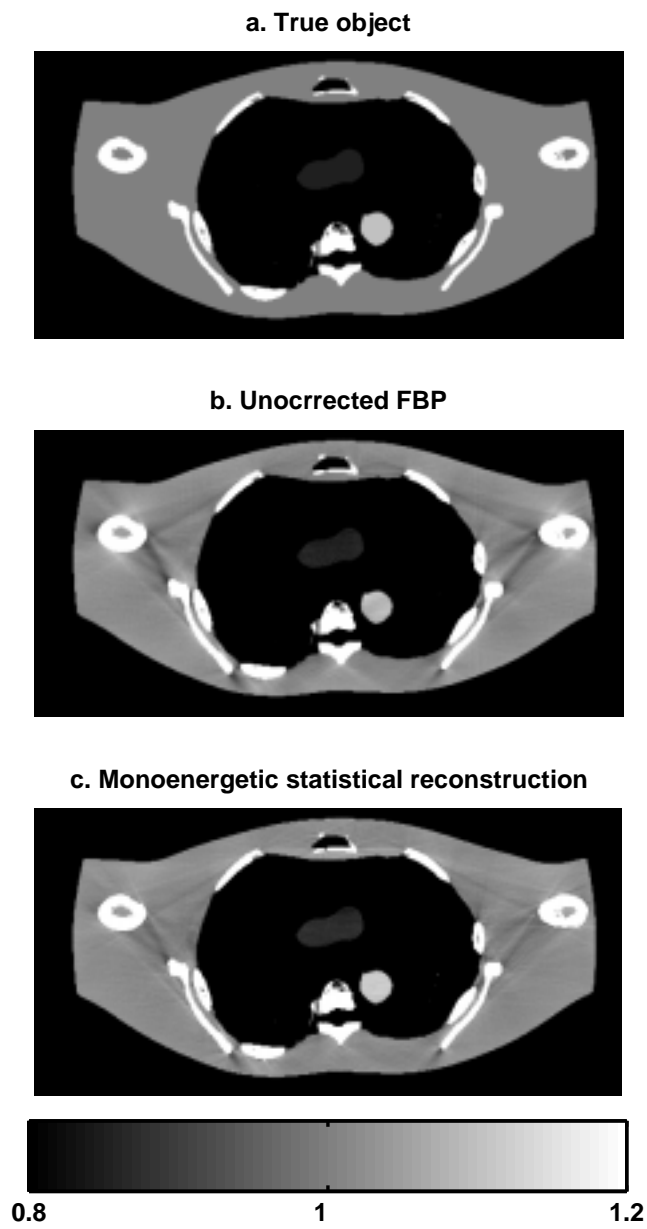 a. True object
b. Unocrrected FBP
c. Monoenergetic statistical reconstruction
0.8 1 1.2